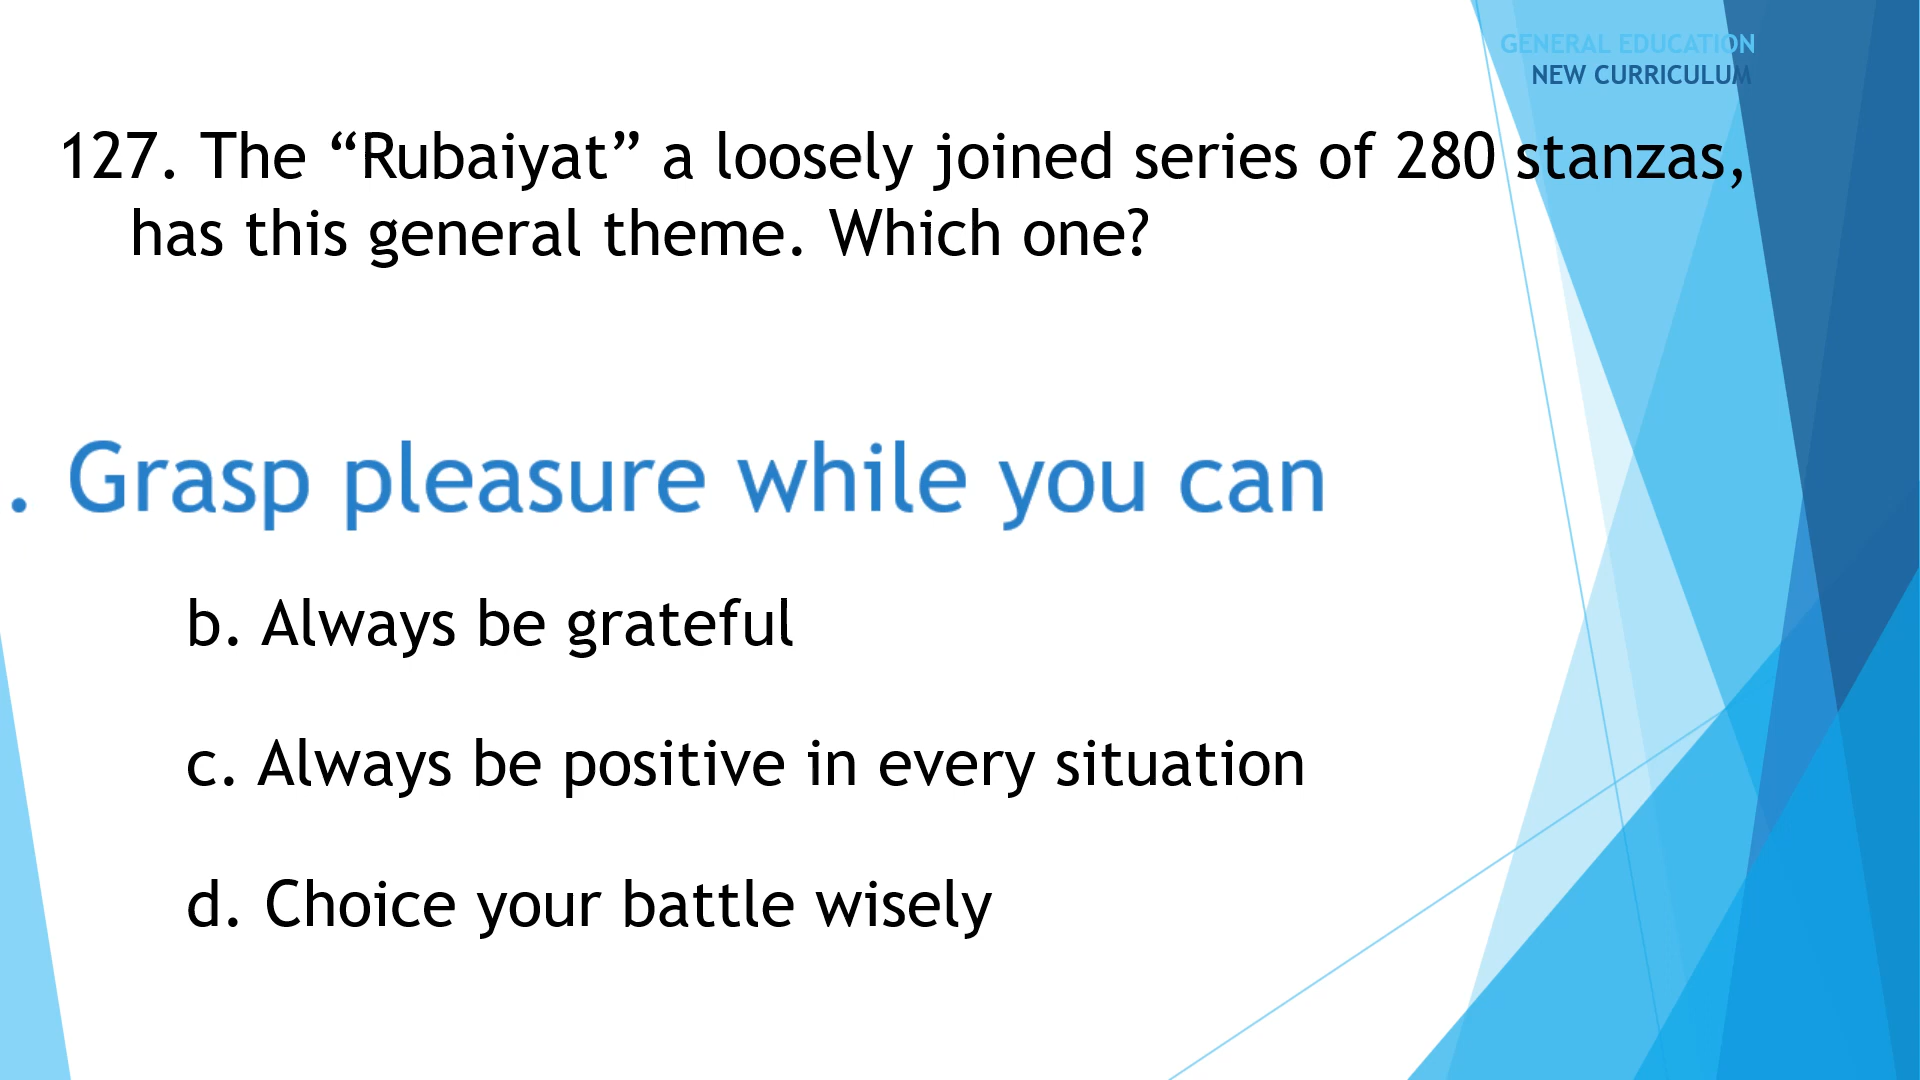 GENERAL EDUCATION
NEW CURRICULUM
127. The “Rubaiyat” a loosely joined series of 280 stanzas,
has this general theme. Which one?
. Grasp pleasure while you can
b. Always be grateful
c. Always be positive in every situation
d. Choice your battle wisely